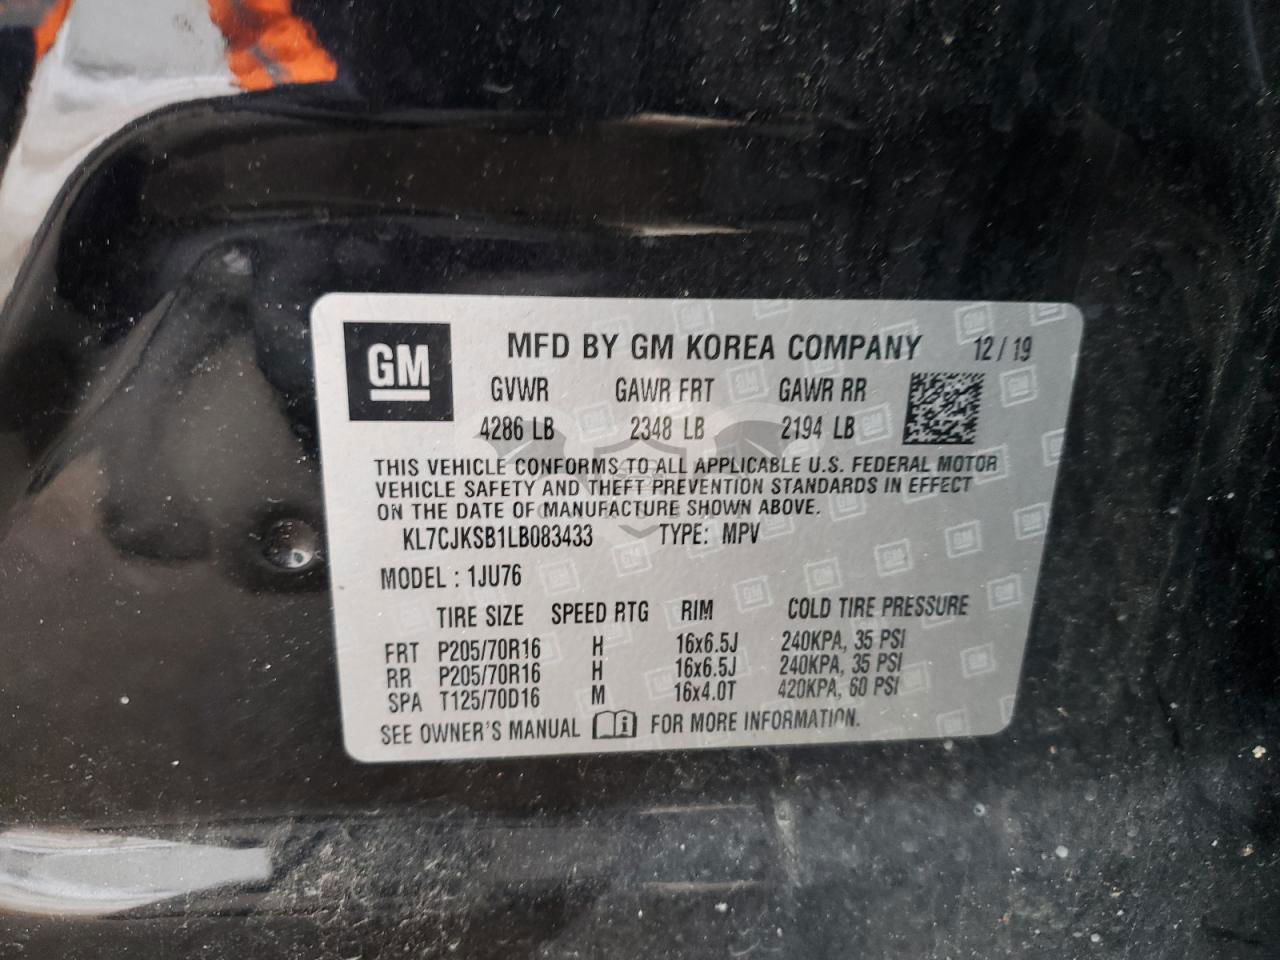 GM
MFD BY GM KOREA COMPANY 12/19
GVWR GAWR FRT GAWR RR
4286 LB 2348 LB 2194 LB
THIS VEHICLE CONFORMS TO ALL APPLICABLE U.S. FEDERAL MOTOR
VEHICLE SAFETY AND THEFT PREVENTION STANDARDS IN EFFECT
ON THE DATE OF MANUFACTURE SHOWN ABOVE.
KL7CJKSB1LB083433 TYPE: MPV
MODEL : 1JU76
TIRE SIZE SPEED RTG RIM COLD TIRE PRESSURE
FRT P205/70R16 H 16x6.5J 240KPA, 35 PSI
RR P205/70R16 H 16x6.5J 240KPA, 35 PSI
SPA T125/70D16 M 16x4.0T 420KPA, 60 PSI
SEE OWNER'S MANUAL FOR MORE INFORMATION.